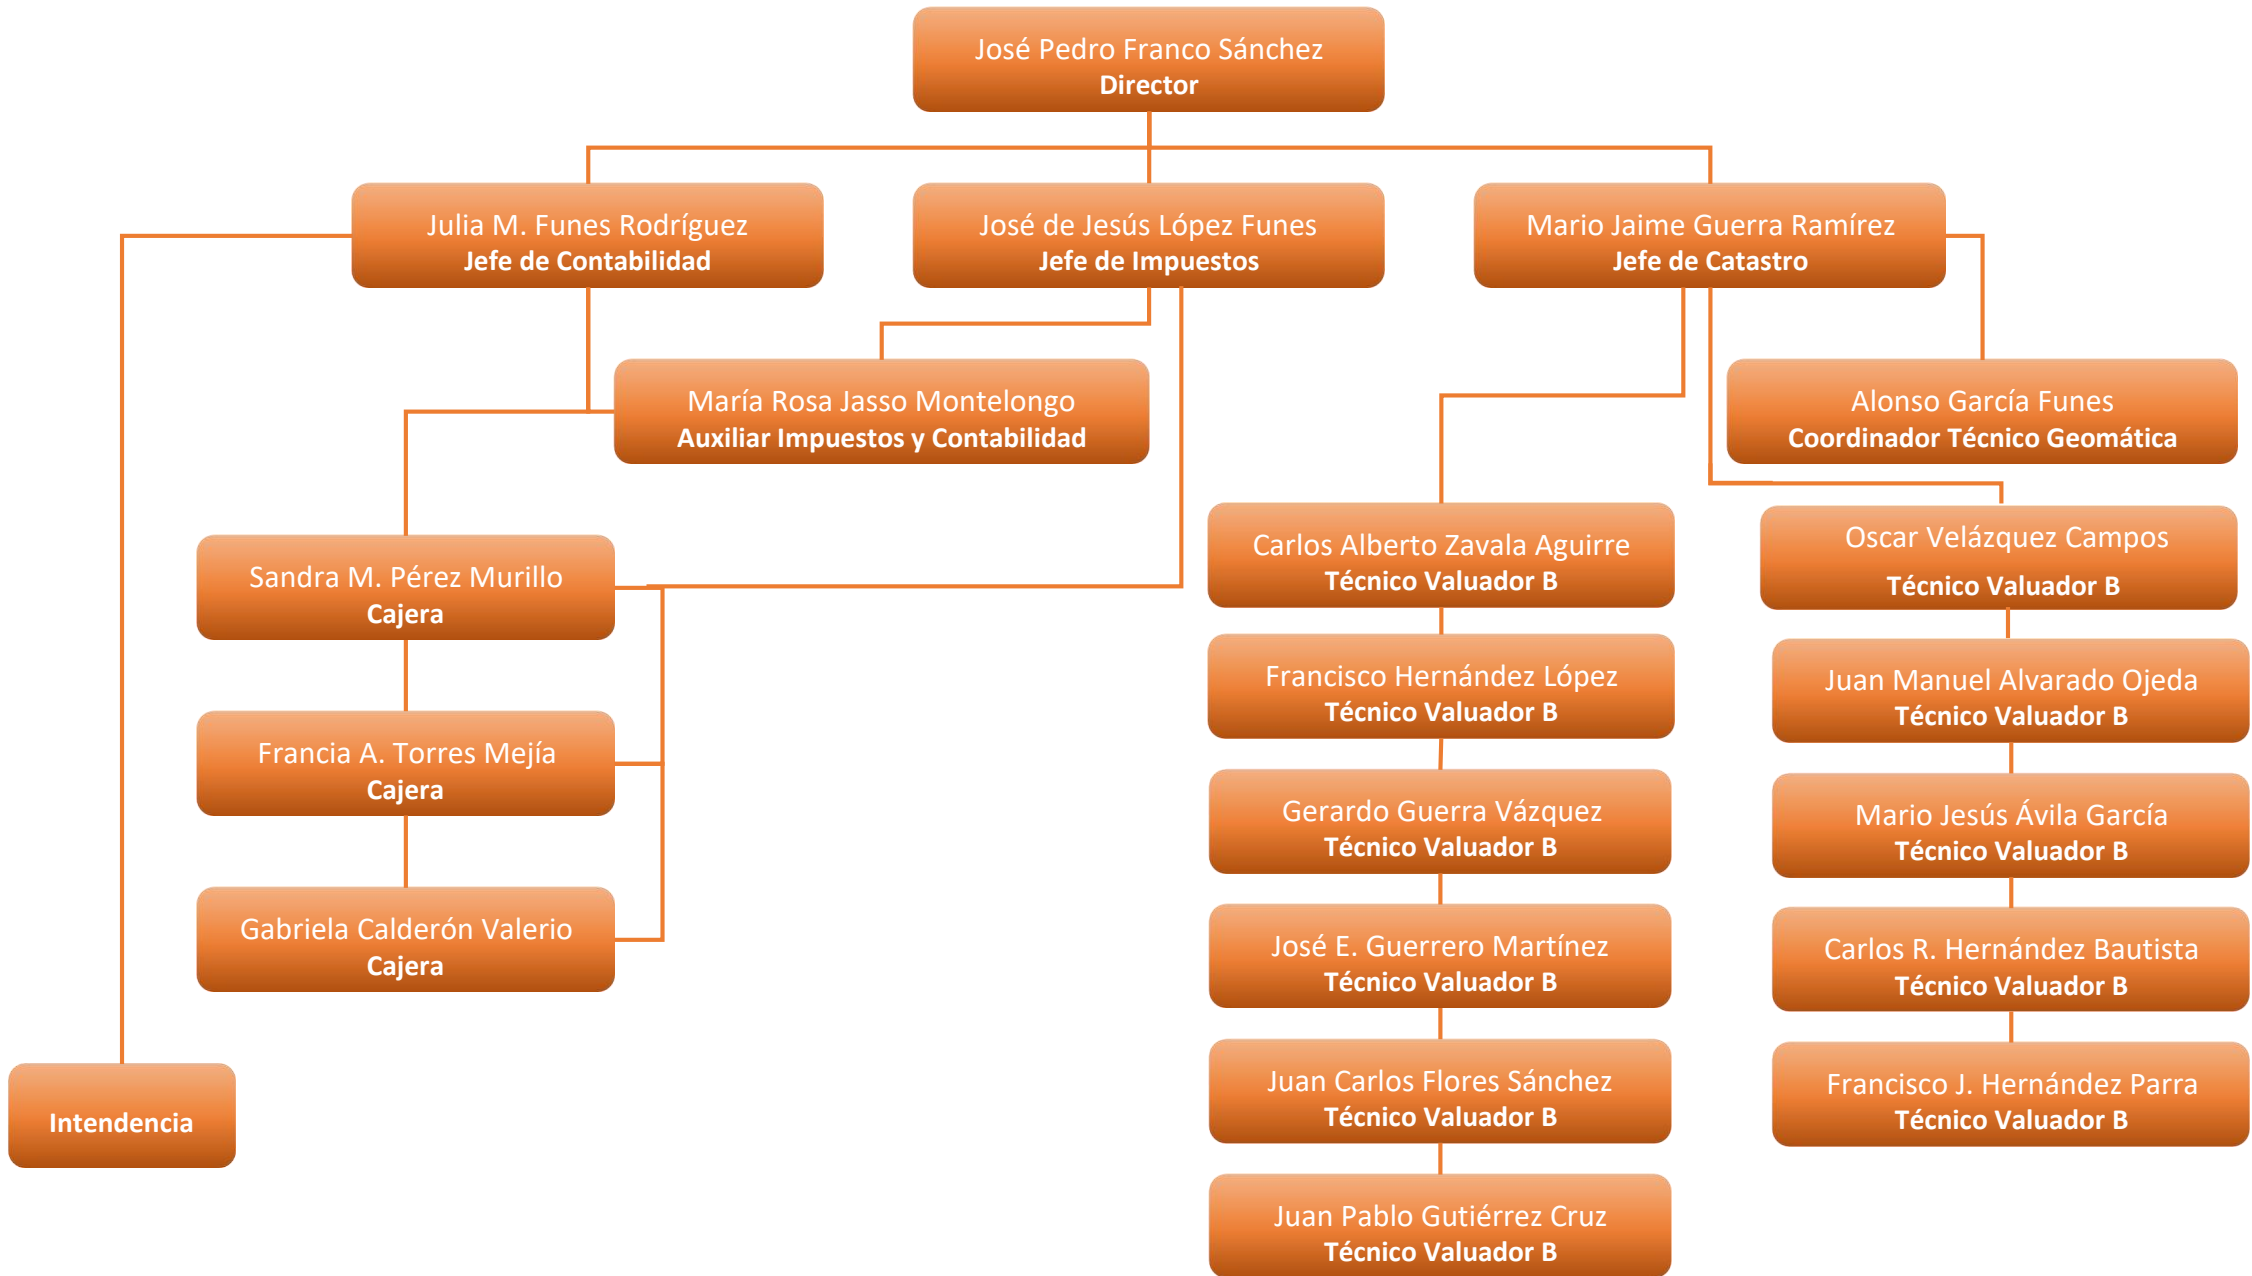 José Pedro Franco Sánchez
Director
Julia M. Funes Rodríguez
Jefe de Contabilidad
José de Jesús López Funes
Jefe de Impuestos
Mario Jaime Guerra Ramírez
Jefe de Catastro
María Rosa Jasso Montelongo
Auxiliar Impuestos y Contabilidad
Alonso García Funes
Coordinador Técnico Geomática
Sandra M. Pérez Murillo
Cajera
Francia A. Torres Mejía
Cajera
Gabriela Calderón Valerio
Cajera
Intendencia
Carlos Alberto Zavala Aguirre
Técnico Valuador B
Francisco Hernández López
Técnico Valuador B
Gerardo Guerra Vázquez
Técnico Valuador B
José E. Guerrero Martínez
Técnico Valuador B
Juan Carlos Flores Sánchez
Técnico Valuador B
Juan Pablo Gutiérrez Cruz
Técnico Valuador B
Oscar Velázquez Campos
Técnico Valuador B
Juan Manuel Alvarado Ojeda
Técnico Valuador B
Mario Jesús Ávila García
Técnico Valuador B
Carlos R. Hernández Bautista
Técnico Valuador B
Francisco J. Hernández Parra
Técnico Valuador B